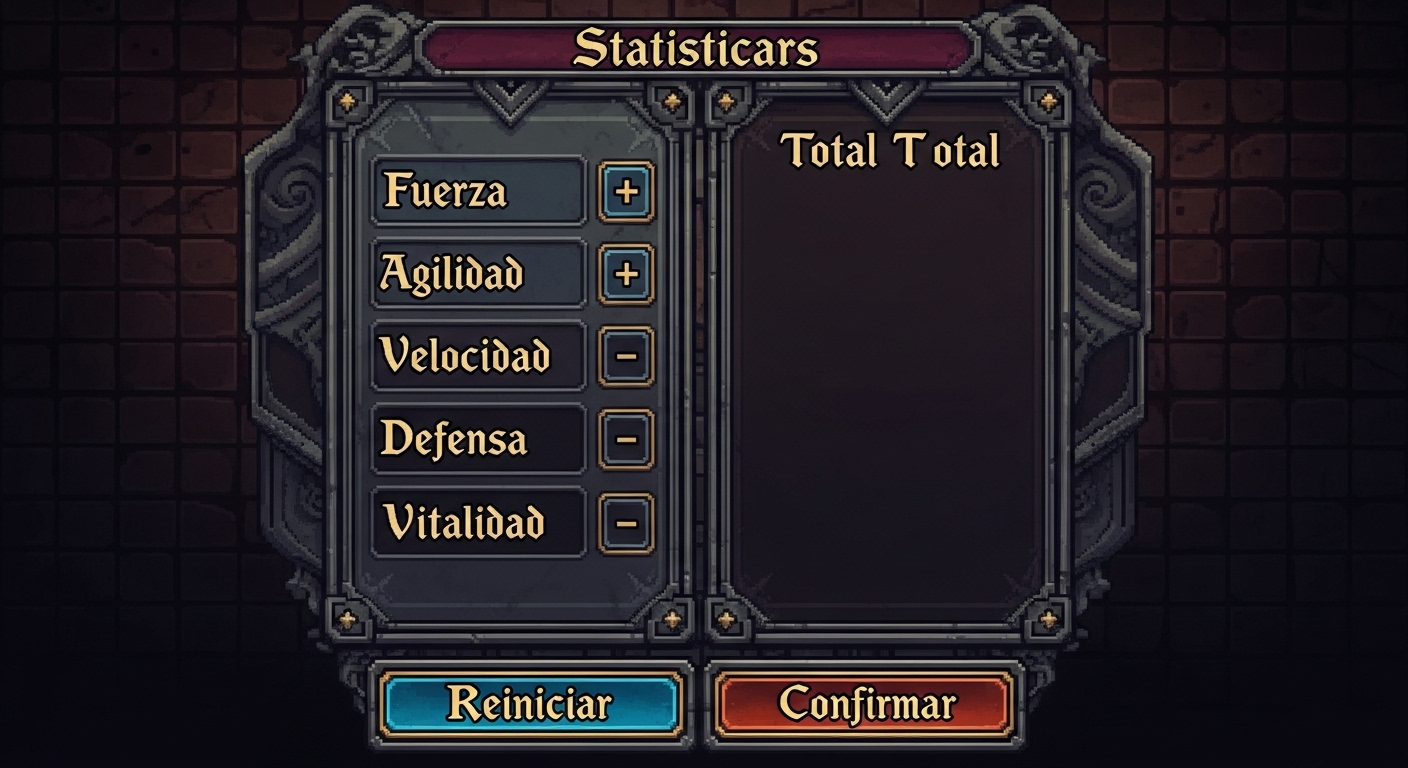 Statisticars
Total Total
Fuerza +
Agilidad +
Velocidad −
Defensa −
Vitalidad −
Reiniciar
Confirmar